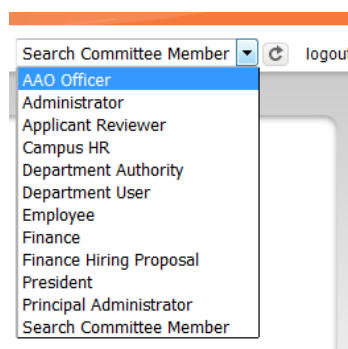 Search Committee Member logout
AAO Officer
Administrator
Applicant Reviewer
Campus HR
Department Authority
Department User
Employee
Finance
Finance Hiring Proposal
President
Principal Administrator
Search Committee Member